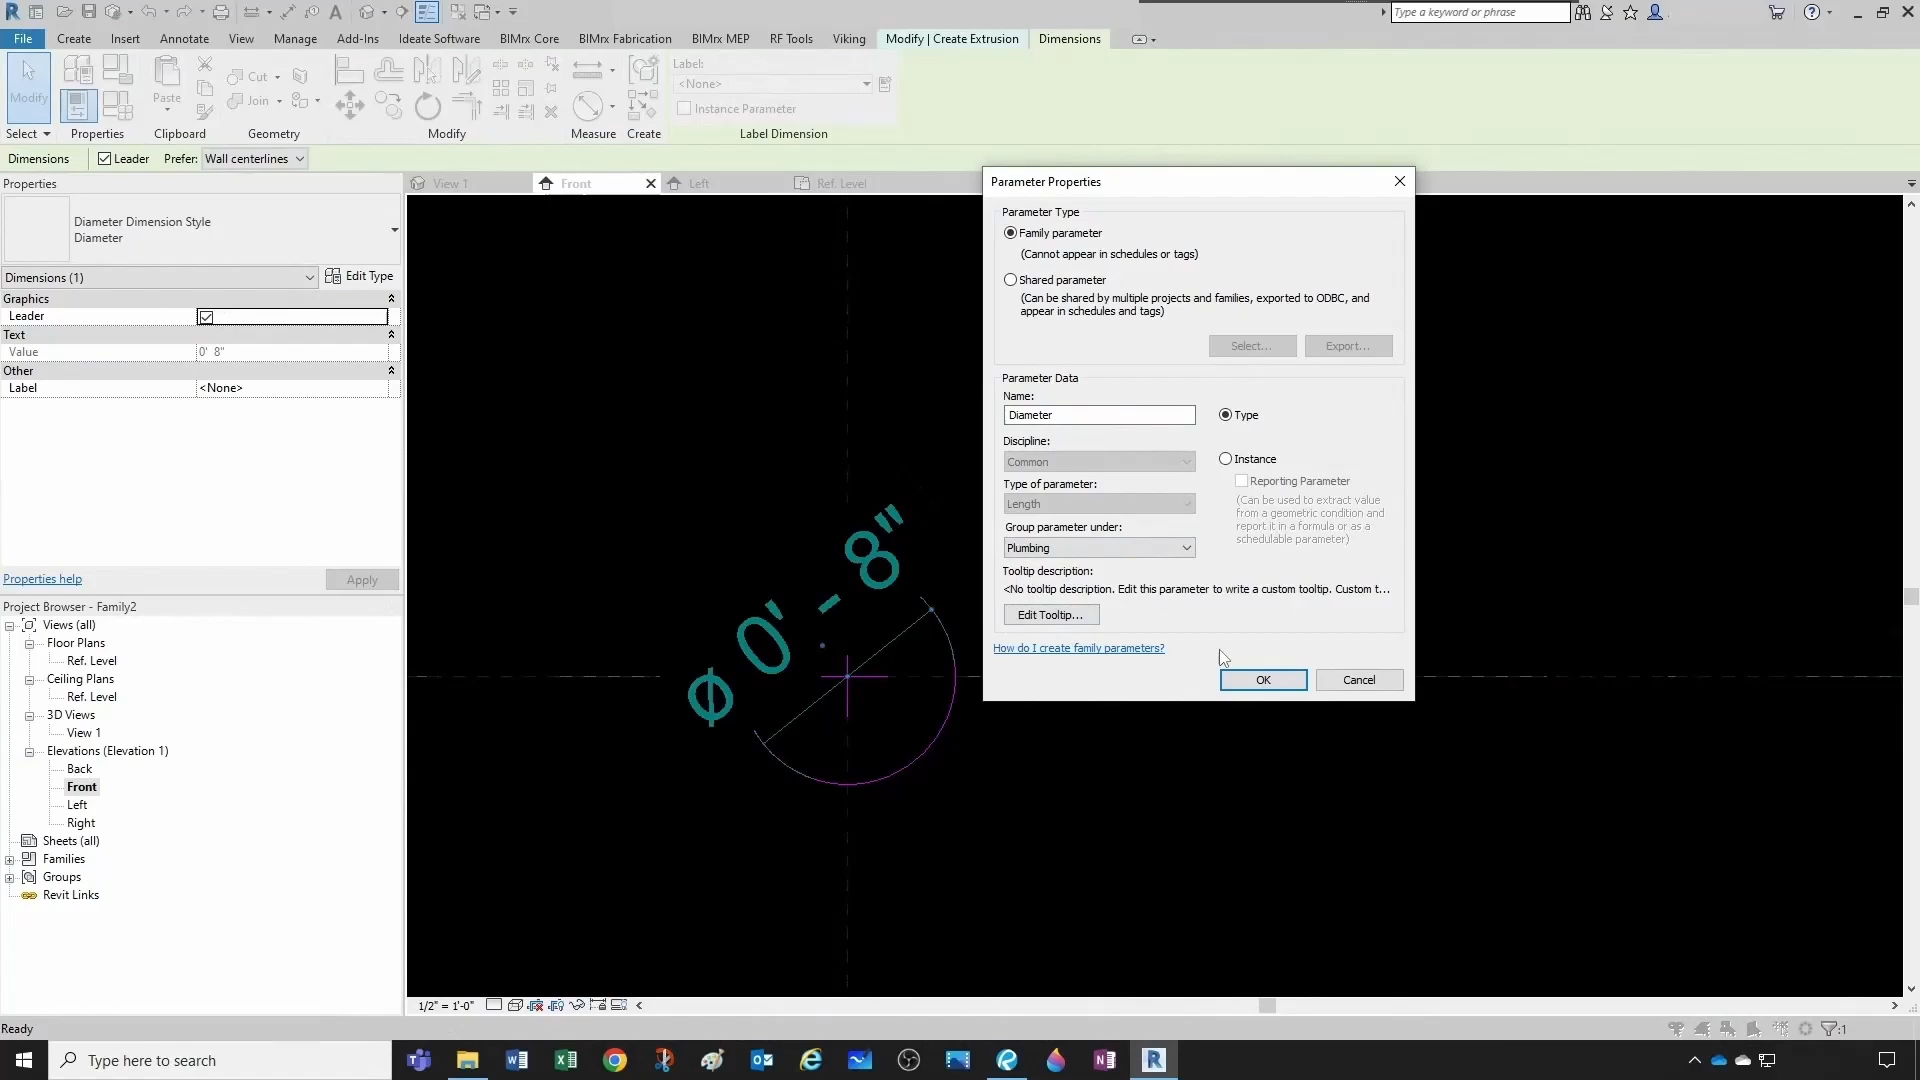 Type a keyword or phrase
File Create Insert Annotate View Manage Add-Ins Ideate Software BIMrx Core BIMrx Fabrication BIMrx MEP RF Tools Viking Modify | Create Extrusion Dimensions
Modify
Paste
Cut
Join
Label:
<None>
Instance Parameter
Select Properties Clipboard Geometry Modify Measure Create Label Dimension
Dimensions Leader Prefer: Wall centerlines
Properties
Diameter Dimension Style
Diameter
Dimensions (1) Edit Type
Graphics
Leader
Text
Value 0' 8"
Other
Label <None>
Properties help Apply
Project Browser - Family2
Views (all)
Floor Plans
Ref. Level
Ceiling Plans
Ref. Level
3D Views
View 1
Elevations (Elevation 1)
Back
Front
Left
Right
Sheets (all)
Families
Groups
Revit Links
View 1 Front Left Ref. Level
ø 0' - 8"
Parameter Properties
Parameter Type
Family parameter
(Cannot appear in schedules or tags)
Shared parameter
(Can be shared by multiple projects and families, exported to ODBC, and
appear in schedules and tags)
Select... Export...
Parameter Data
Name:
Diameter
Type
Discipline:
Common
Instance
Reporting Parameter
(Can be used to extract value
from a geometric condition and
report it in a formula or as a
schedulable parameter)
Type of parameter:
Length
Group parameter under:
Plumbing
Tooltip description:
<No tooltip description. Edit this parameter to write a custom tooltip. Custom t...
Edit Tooltip...
How do I create family parameters?
OK Cancel
1/2" = 1'-0"
Ready
:1
Type here to search